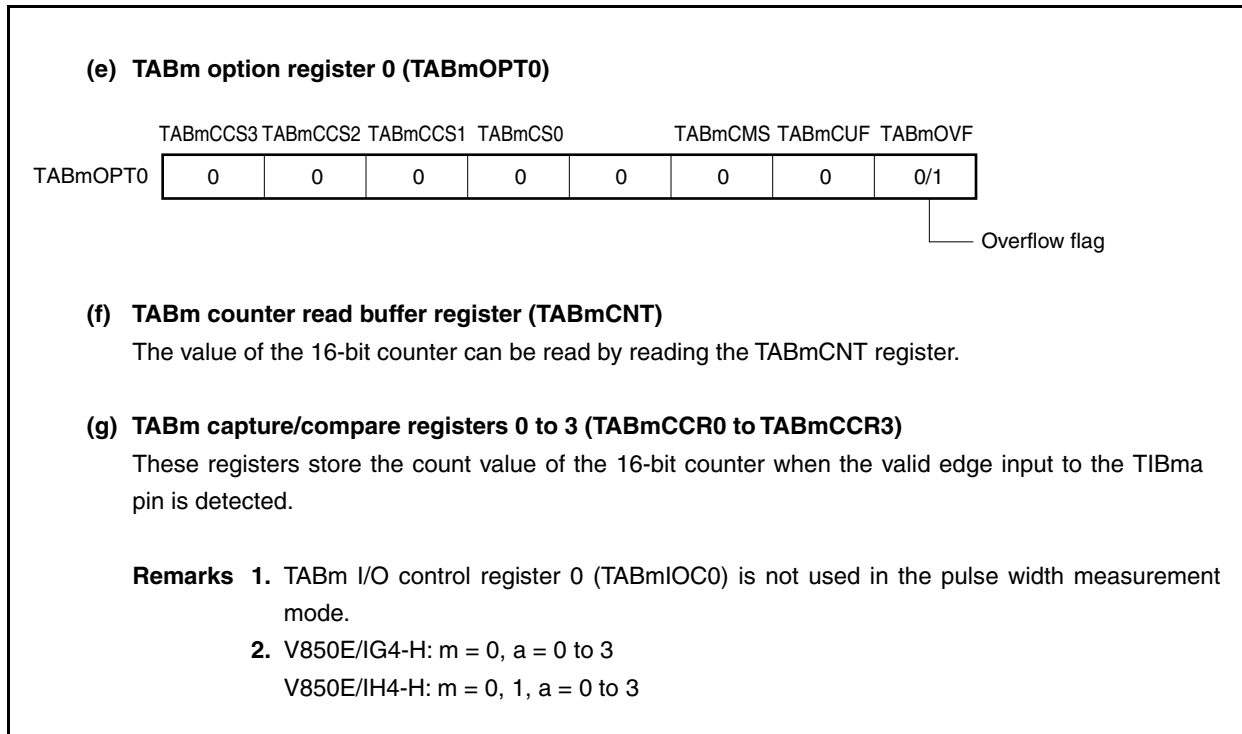 (e) TABm option register 0 (TABmOPT0)
TABmCCS3 TABmCCS2 TABmCCS1 TABmCS0 TABmCMS TABmCUF TABmOVF
TABmOPT0 0 0 0 0 0 0 0 0/1
Overflow flag
(f) TABm counter read buffer register (TABmCNT)
The value of the 16-bit counter can be read by reading the TABmCNT register.
(g) TABm capture/compare registers 0 to 3 (TABmCCR0 to TABmCCR3)
These registers store the count value of the 16-bit counter when the valid edge input to the TIBma
pin is detected.
Remarks 1. TABm I/O control register 0 (TABmIOC0) is not used in the pulse width measurement
mode.
2. V850E/IG4-H: m = 0, a = 0 to 3
V850E/IH4-H: m = 0, 1, a = 0 to 3